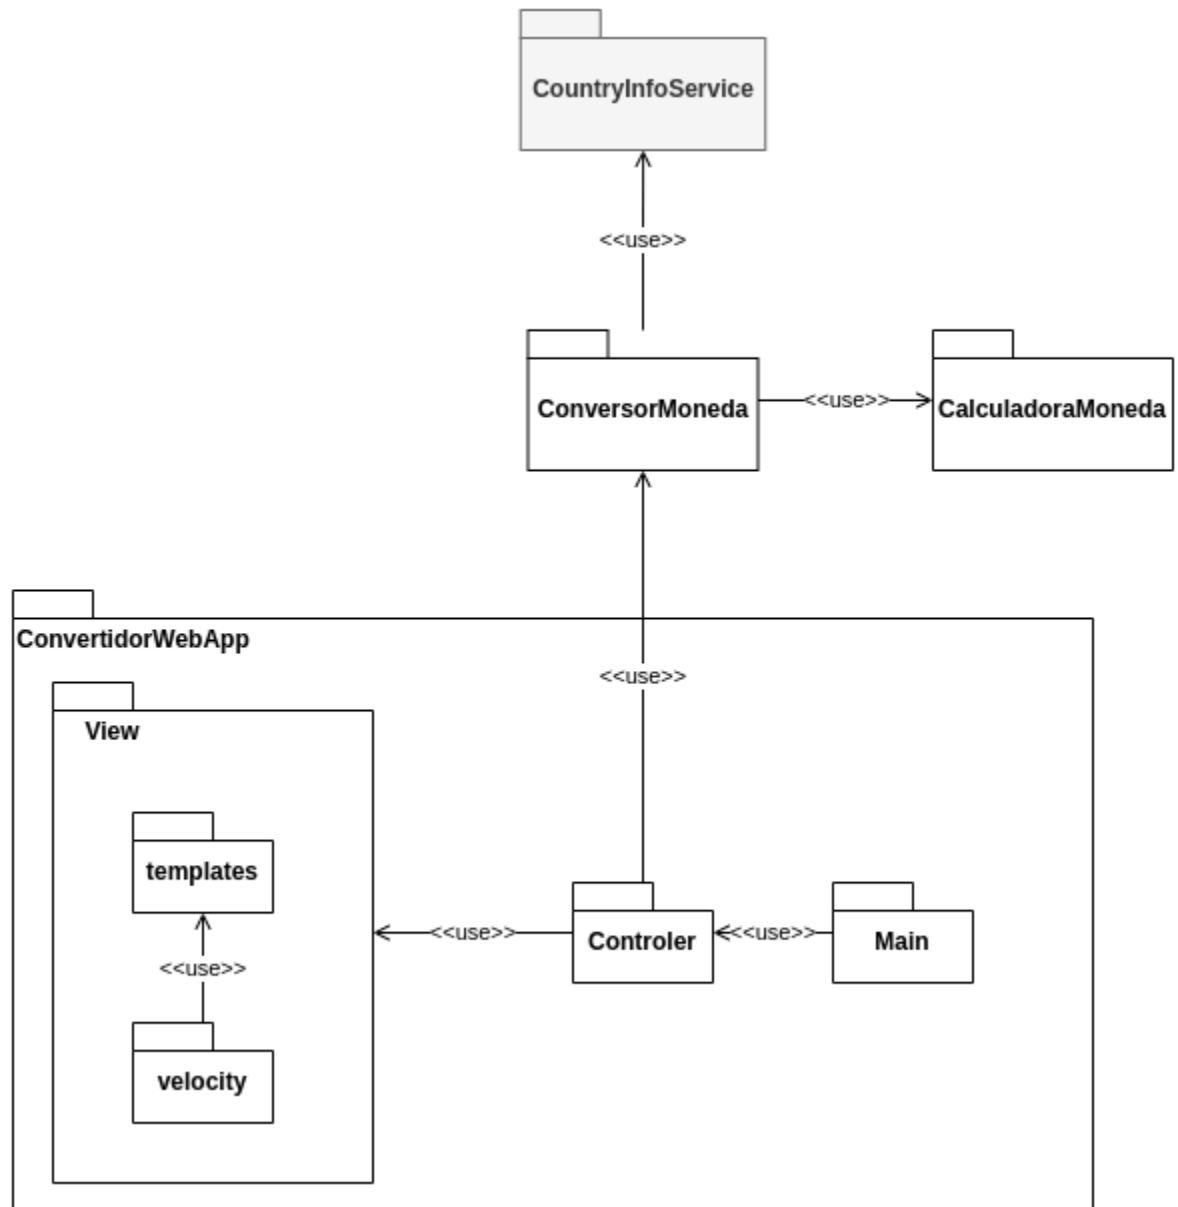 CountryInfoService
<<use>>
ConversorMoneda
<<use>>
CalculadoraMoneda
ConvertidorWebApp
<<use>>
View
templates
<<use>>
Controler
<<use>>
Main
<<use>>
velocity